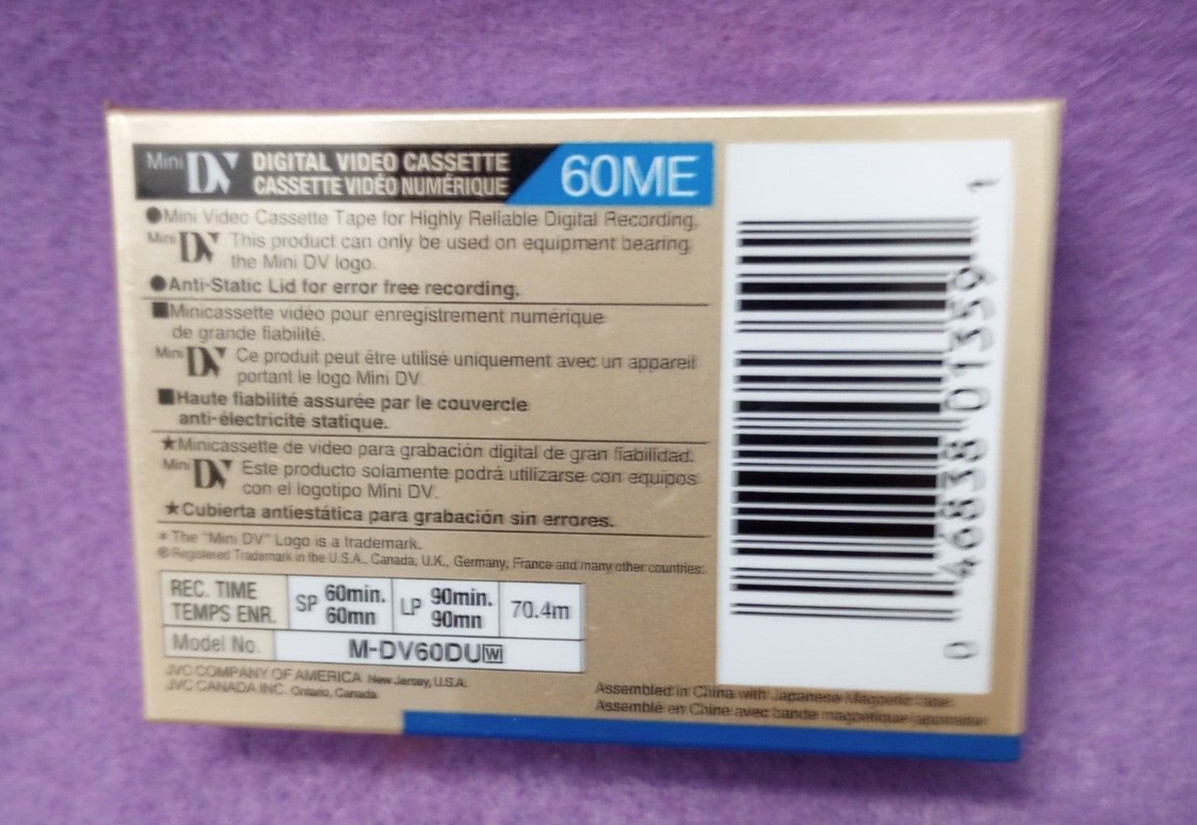 Mini DV DIGITAL VIDEO CASSETTE
CASSETTE VIDÉO NUMÉRIQUE
60ME
●Mini Video Cassette Tape for Highly Reliable Digital Recording.
Mini DV This product can only be used on equipment bearing
the Mini DV logo.
●Anti-Static Lid for error free recording.
■Minicassette vidéo pour enregistrement numérique
de grande fiabilité.
Mini DV Ce produit peut être utilisé uniquement avec un appareil
portant le logo Mini DV.
■Haute fiabilité assurée par le couvercle
anti-électricité statique.
★Minicassette de video para grabación digital de gran fiabilidad.
Mini DV Este producto solamente podrá utilizarse con equipos
con el logotipo Mini DV.
★Cubierta antiestática para grabación sin errores.
* The "Mini DV" Logo is a trademark.
® Registered Trademark in the U.S.A., Canada, U.K., Germany, France and many other countries.
REC. TIME
TEMPS ENR.
SP 60min.
60mn
LP 90min.
90mn
70.4m
Model No. M-DV60DU W
JVC COMPANY OF AMERICA New Jersey, U.S.A.
JVC CANADA INC. Ontario, Canada
Assembled in China with Japanese Magnetic tape.
Assemblé en Chine avec bande magnétique japonaise.
0 46838 01359 1